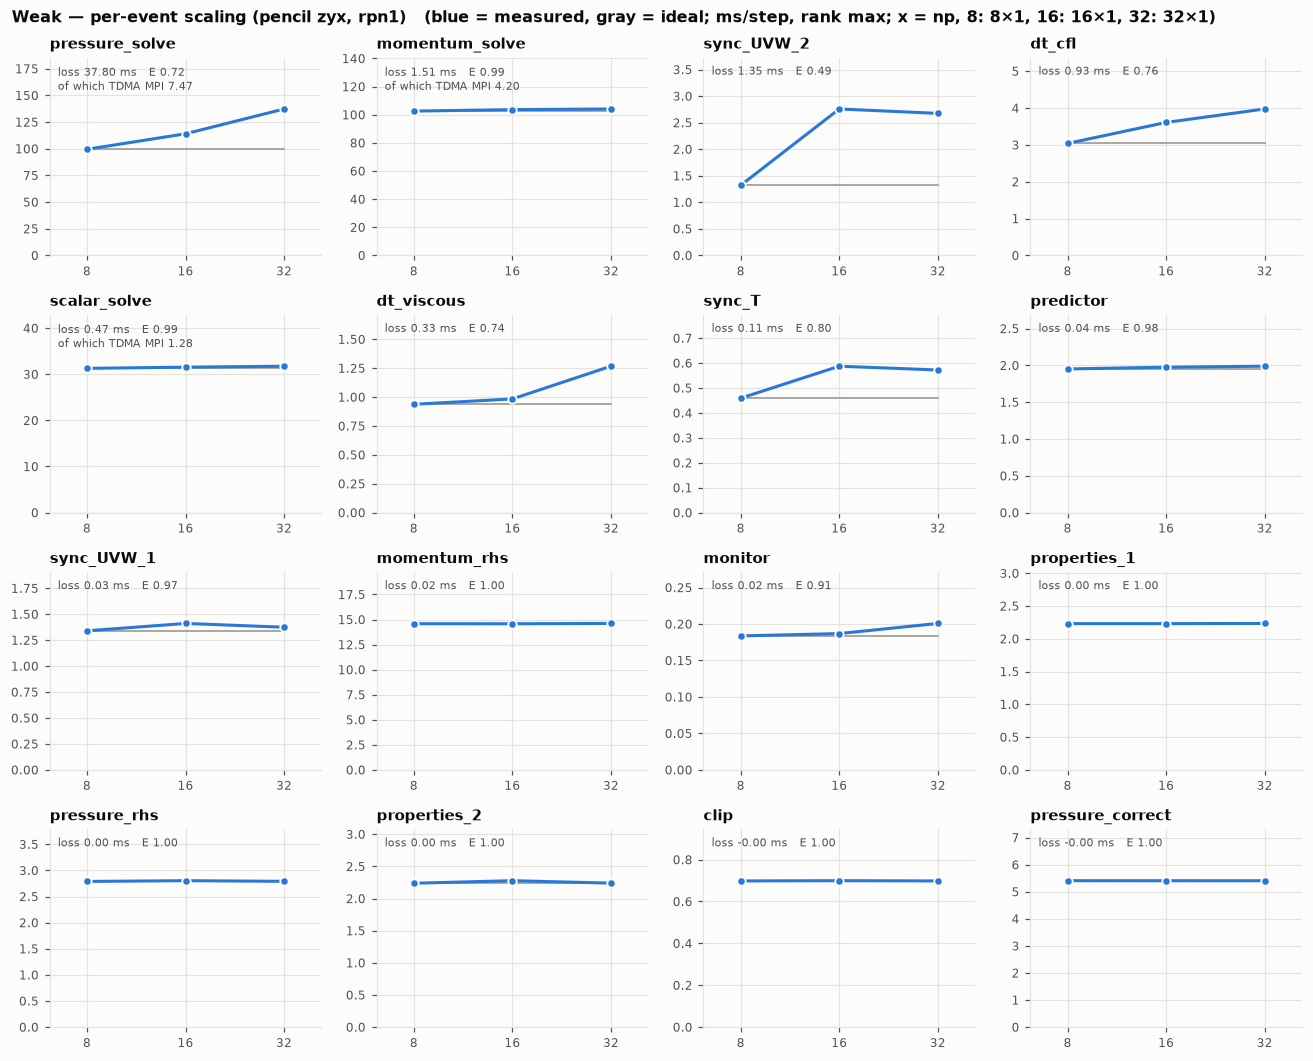 Weak — per-event scaling (pencil zyx, rpn1)   (blue = measured, gray = ideal; ms/step, rank max; x = np, 8: 8×1, 16: 16×1, 32: 32×1)
pressure_solve
loss 37.80 ms   E 0.72
of which TDMA MPI 7.47
175
150
125
100
75
50
25
0
8 16 32
momentum_solve
loss 1.51 ms   E 0.99
of which TDMA MPI 4.20
140
120
100
80
60
40
20
0
8 16 32
sync_UVW_2
loss 1.35 ms   E 0.49
3.5
3.0
2.5
2.0
1.5
1.0
0.5
0.0
8 16 32
dt_cfl
loss 0.93 ms   E 0.76
5
4
3
2
1
0
8 16 32
scalar_solve
loss 0.47 ms   E 0.99
of which TDMA MPI 1.28
40
30
20
10
0
8 16 32
dt_viscous
loss 0.33 ms   E 0.74
1.50
1.25
1.00
0.75
0.50
0.25
0.00
8 16 32
sync_T
loss 0.11 ms   E 0.80
0.7
0.6
0.5
0.4
0.3
0.2
0.1
0.0
8 16 32
predictor
loss 0.04 ms   E 0.98
2.5
2.0
1.5
1.0
0.5
0.0
8 16 32
sync_UVW_1
loss 0.03 ms   E 0.97
1.75
1.50
1.25
1.00
0.75
0.50
0.25
0.00
8 16 32
momentum_rhs
loss 0.02 ms   E 1.00
17.5
15.0
12.5
10.0
7.5
5.0
2.5
0.0
8 16 32
monitor
loss 0.02 ms   E 0.91
0.25
0.20
0.15
0.10
0.05
0.00
8 16 32
properties_1
loss 0.00 ms   E 1.00
3.0
2.5
2.0
1.5
1.0
0.5
0.0
8 16 32
pressure_rhs
loss 0.00 ms   E 1.00
3.5
3.0
2.5
2.0
1.5
1.0
0.5
0.0
8 16 32
properties_2
loss 0.00 ms   E 1.00
3.0
2.5
2.0
1.5
1.0
0.5
0.0
8 16 32
clip
loss -0.00 ms   E 1.00
0.8
0.6
0.4
0.2
0.0
8 16 32
pressure_correct
loss -0.00 ms   E 1.00
7
6
5
4
3
2
1
0
8 16 32